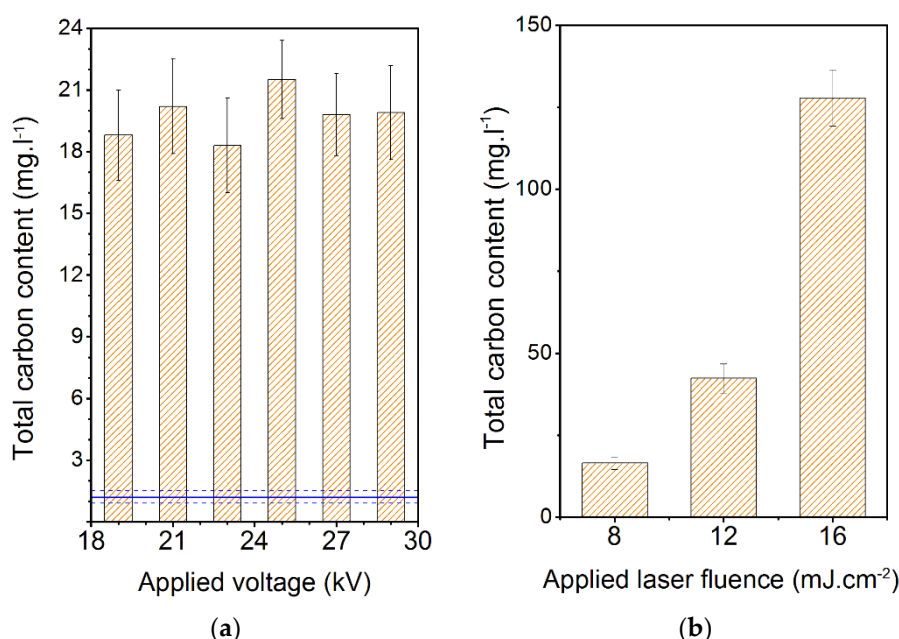 24
21
18
15
12
9
6
3
18 21 24 27 30
Total carbon content (mg.l⁻¹)
Applied voltage (kV)
(a)
150
100
50
0
8 12 16
Total carbon content (mg.l⁻¹)
Applied laser fluence (mJ.cm⁻²)
(b)